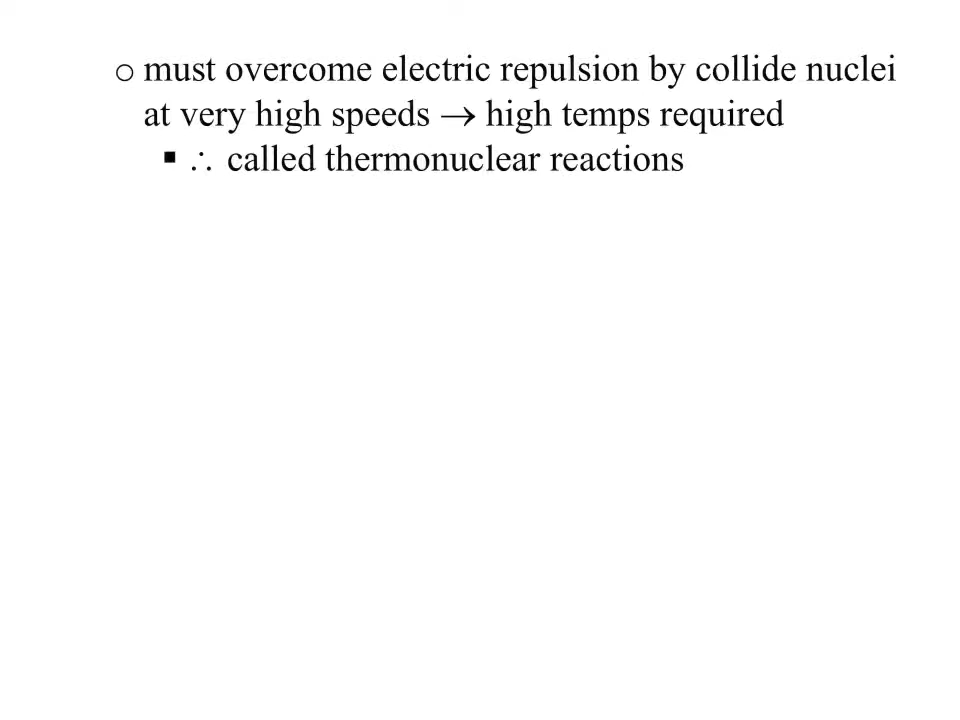 o must overcome electric repulsion by collide nuclei
at very high speeds → high temps required
▪ ∴ called thermonuclear reactions